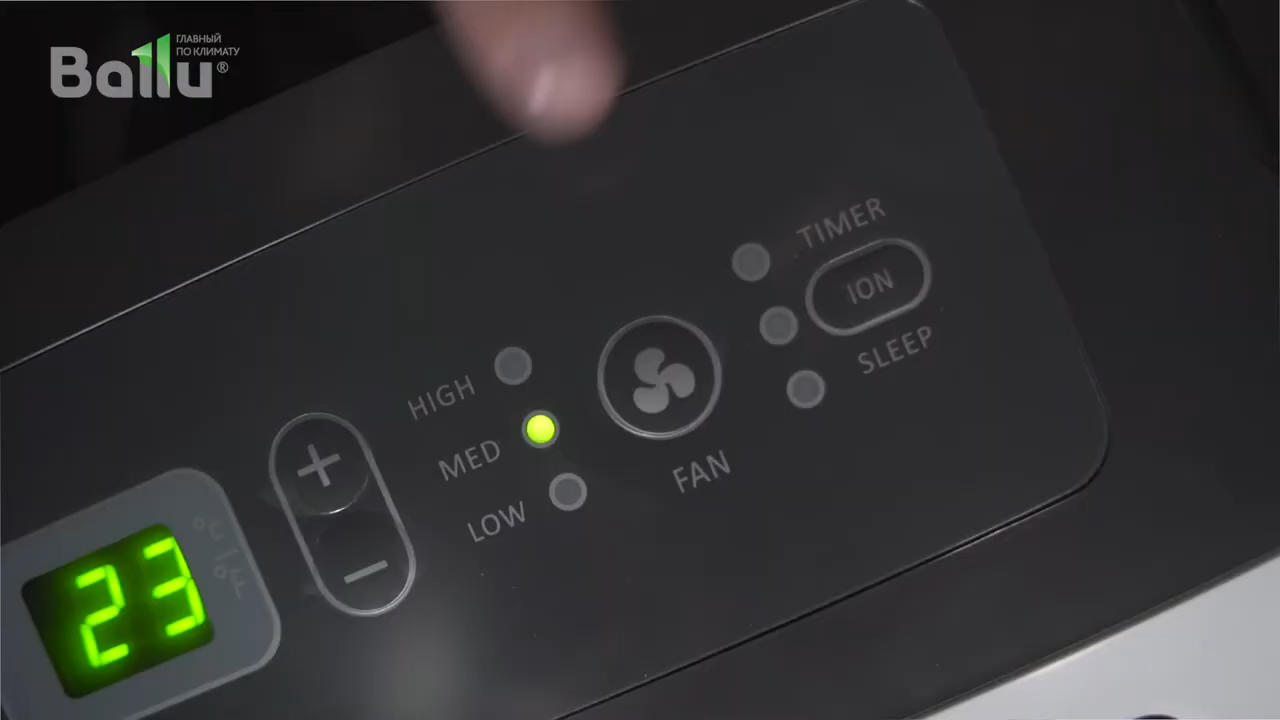 Ballu®
ГЛАВНЫЙ
ПО КЛИМАТУ
TIMER
ION
SLEEP
HIGH
MED
LOW
FAN
+
−
23
°C/°F